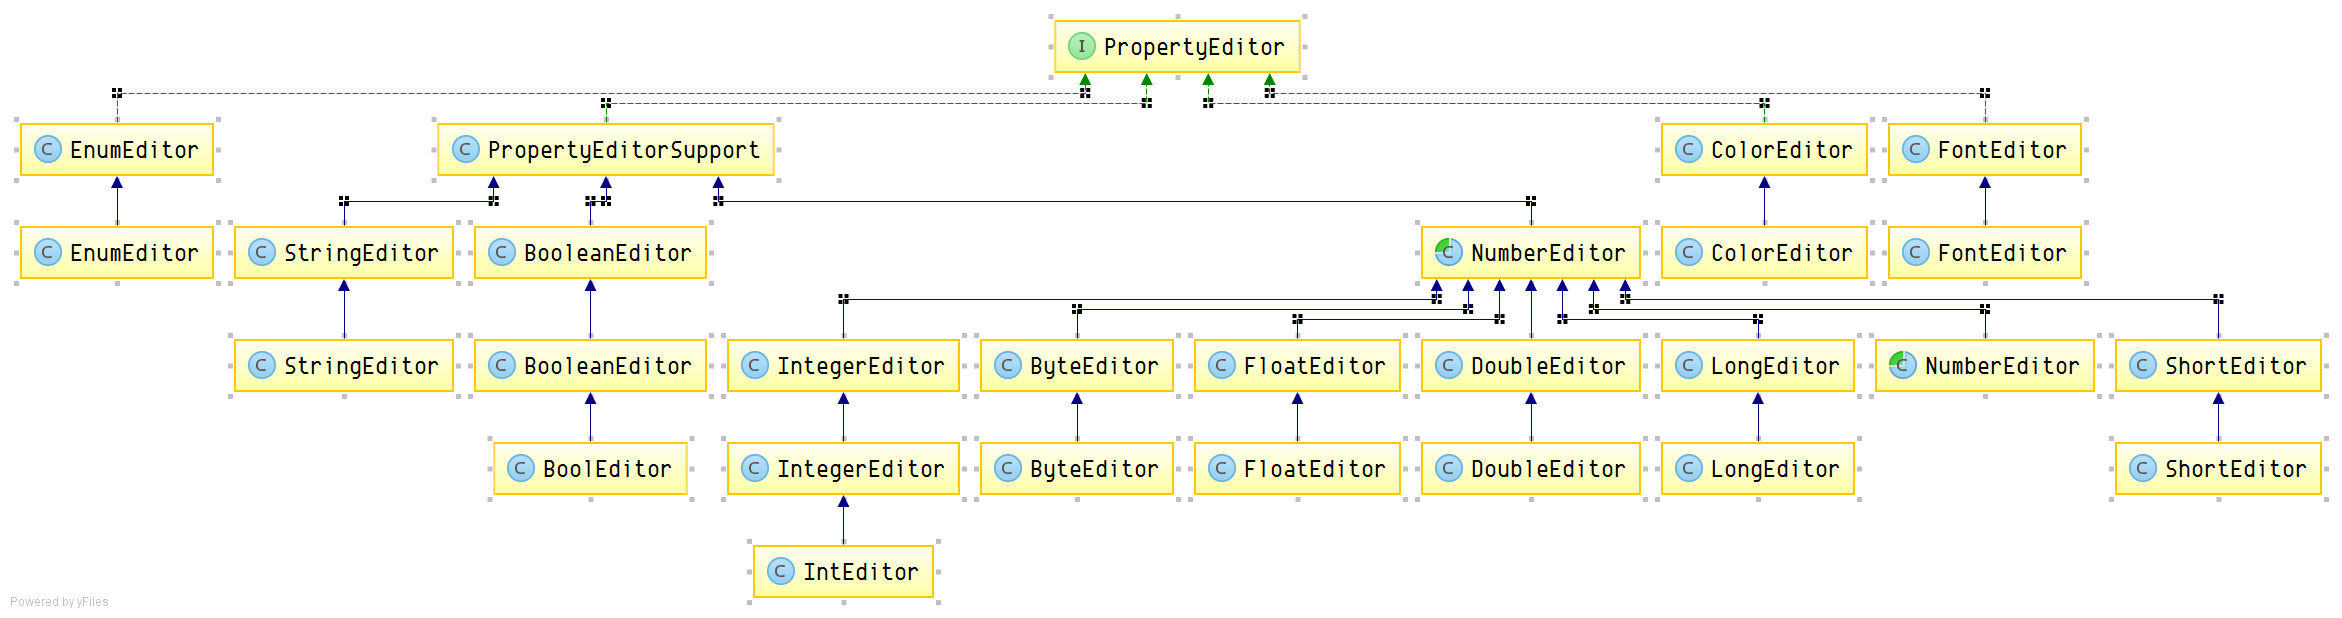 I PropertyEditor
C EnumEditor
C PropertyEditorSupport
C ColorEditor
C FontEditor
C EnumEditor
C StringEditor
C BooleanEditor
C NumberEditor
C ColorEditor
C FontEditor
C StringEditor
C BooleanEditor
C IntegerEditor
C ByteEditor
C FloatEditor
C DoubleEditor
C LongEditor
C NumberEditor
C ShortEditor
C BoolEditor
C IntegerEditor
C ByteEditor
C FloatEditor
C DoubleEditor
C LongEditor
C ShortEditor
C IntEditor
Powered by yFiles